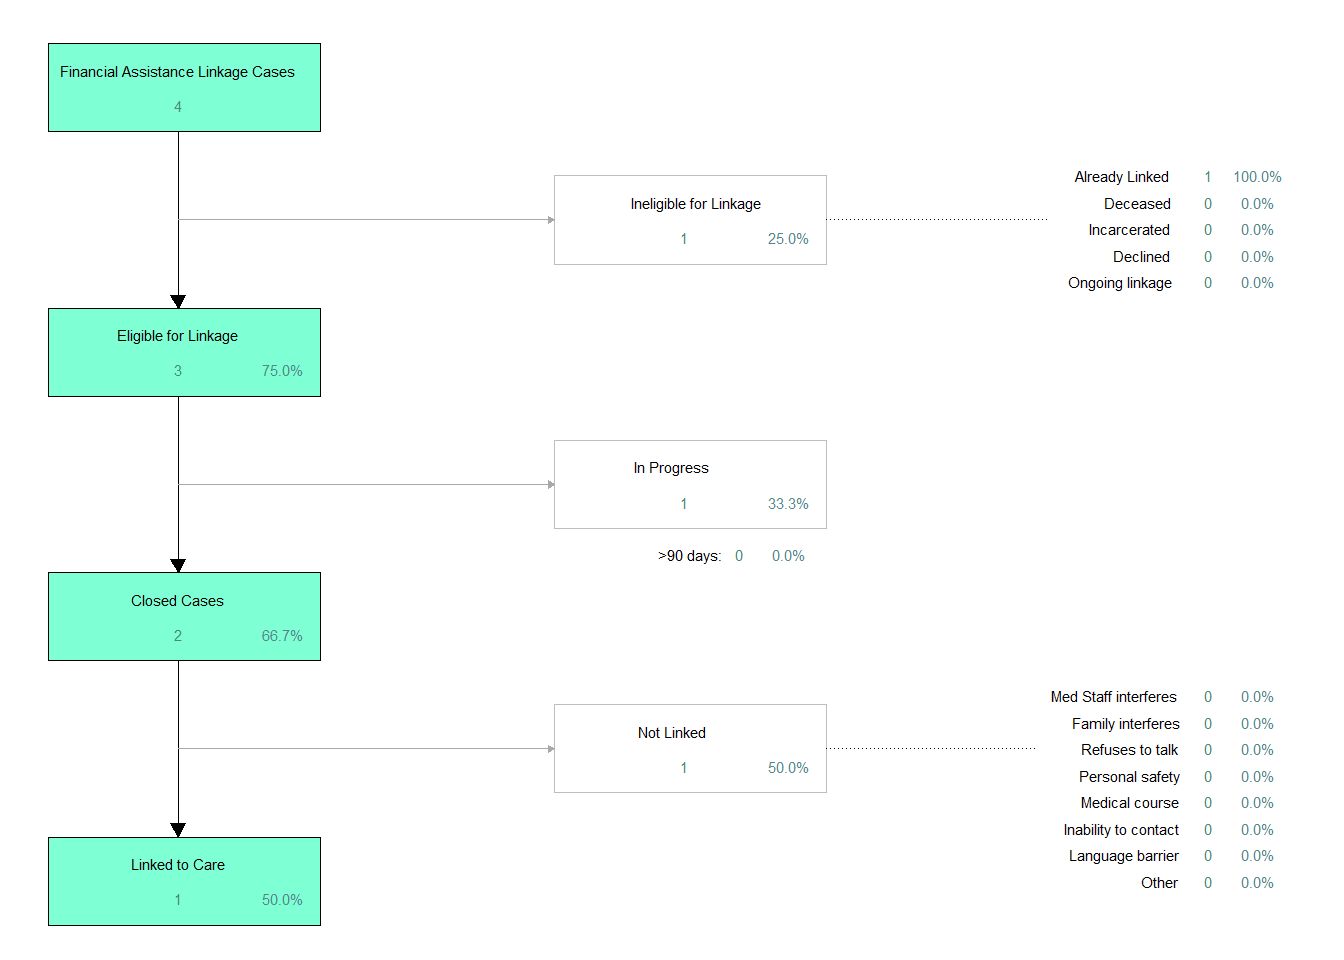 Financial Assistance Linkage Cases
4
Ineligible for Linkage
1 25.0%
Already Linked 1 100.0%
Deceased 0 0.0%
Incarcerated 0 0.0%
Declined 0 0.0%
Ongoing linkage 0 0.0%
Eligible for Linkage
3 75.0%
In Progress
1 33.3%
>90 days: 0 0.0%
Closed Cases
2 66.7%
Not Linked
1 50.0%
Med Staff interferes 0 0.0%
Family interferes 0 0.0%
Refuses to talk 0 0.0%
Personal safety 0 0.0%
Medical course 0 0.0%
Inability to contact 0 0.0%
Language barrier 0 0.0%
Other 0 0.0%
Linked to Care
1 50.0%